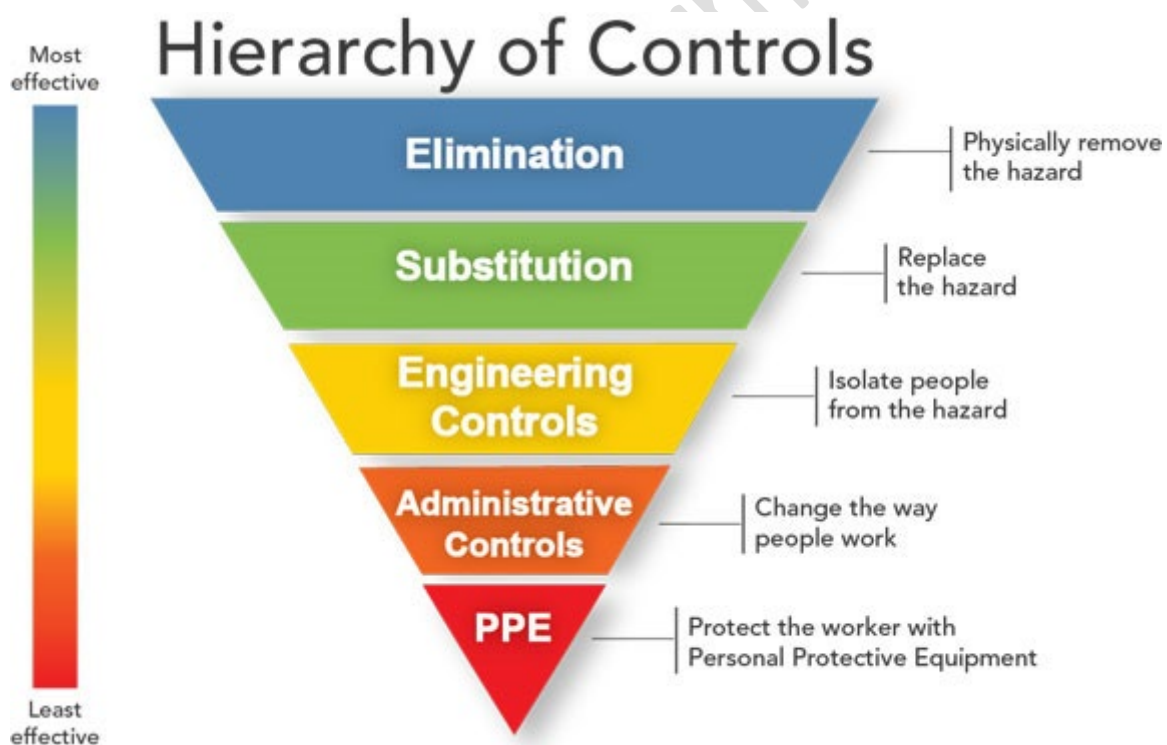 Hierarchy of Controls
Most
effective
Elimination
Physically remove
the hazard
Substitution
Replace
the hazard
Engineering
Controls
Isolate people
from the hazard
Administrative
Controls
Change the way
people work
PPE
Protect the worker with
Personal Protective Equipment
Least
effective